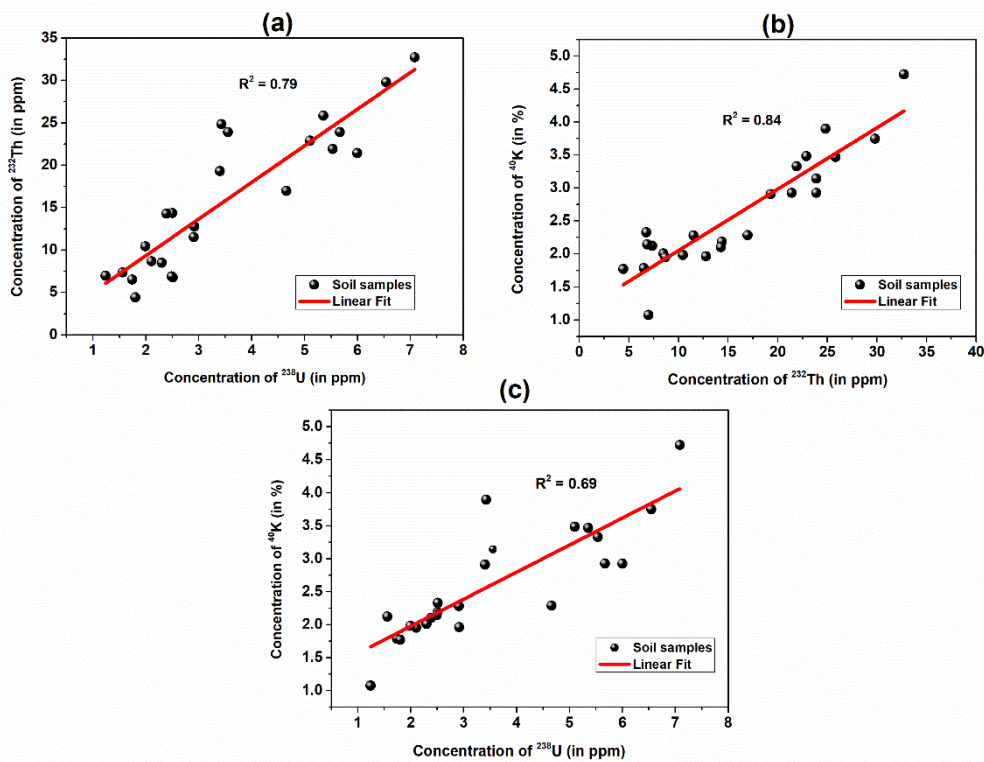 (a)
35
30
25
20
15
10
5
0
Concentration of ²³²Th (in ppm)
R² = 0.79
Soil samples
Linear Fit
1 2 3 4 5 6 7 8
Concentration of ²³⁸U (in ppm)
(b)
5.0
4.5
4.0
3.5
3.0
2.5
2.0
1.5
1.0
Concentration of ⁴⁰K (in %)
R² = 0.84
Soil samples
Linear Fit
0 5 10 15 20 25 30 35 40
Concentration of ²³²Th (in ppm)
(c)
5.0
4.5
4.0
3.5
3.0
2.5
2.0
1.5
1.0
Concentration of ⁴⁰K (in %)
R² = 0.69
Soil samples
Linear Fit
1 2 3 4 5 6 7 8
Concentration of ²³⁸U (in ppm)